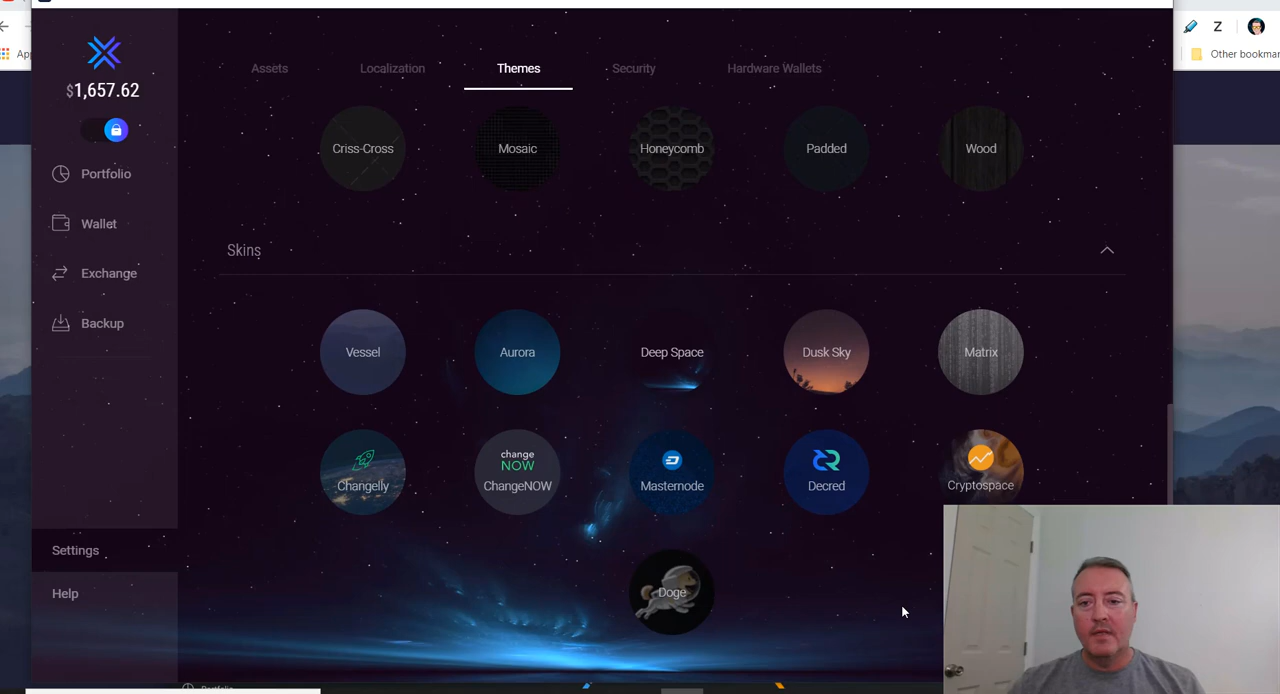 App
Z
Other bookmar
$1,657.62
Portfolio
Wallet
Exchange
Backup
Settings
Help
Assets
Localization
Themes
Security
Hardware Wallets
Criss-Cross
Mosaic
Honeycomb
Padded
Wood
Skins
Vessel
Aurora
Deep Space
Dusk Sky
Matrix
Changelly
change
NOW
ChangeNOW
Masternode
Decred
Cryptospace
Doge